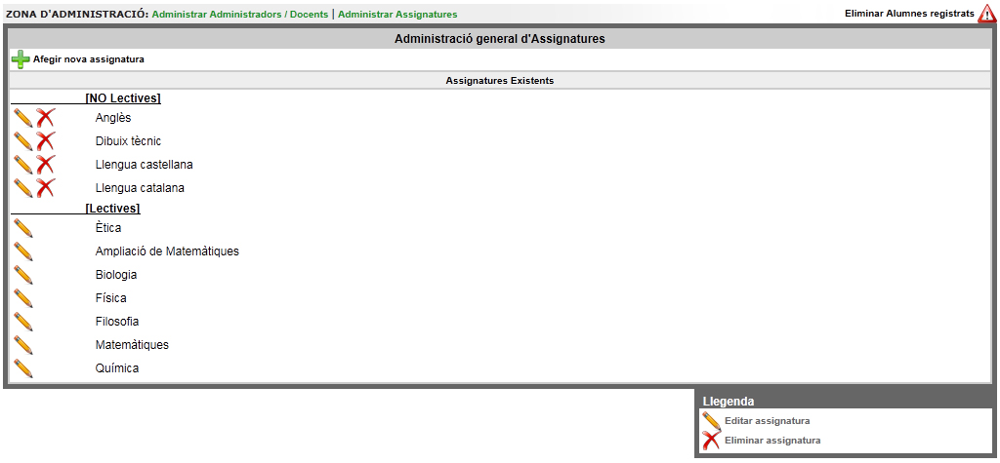 ZONA D'ADMINISTRACIÓ: Administrar Administradors / Docents | Administrar Assignatures Eliminar Alumnes registrats
Administració general d'Assignatures
Afegir nova assignatura
Assignatures Existents
[NO Lectives]
Anglès
Dibuix tècnic
Llengua castellana
Llengua catalana
[Lectives]
Ètica
Ampliació de Matemàtiques
Biologia
Física
Filosofia
Matemàtiques
Química
Llegenda
Editar assignatura
Eliminar assignatura